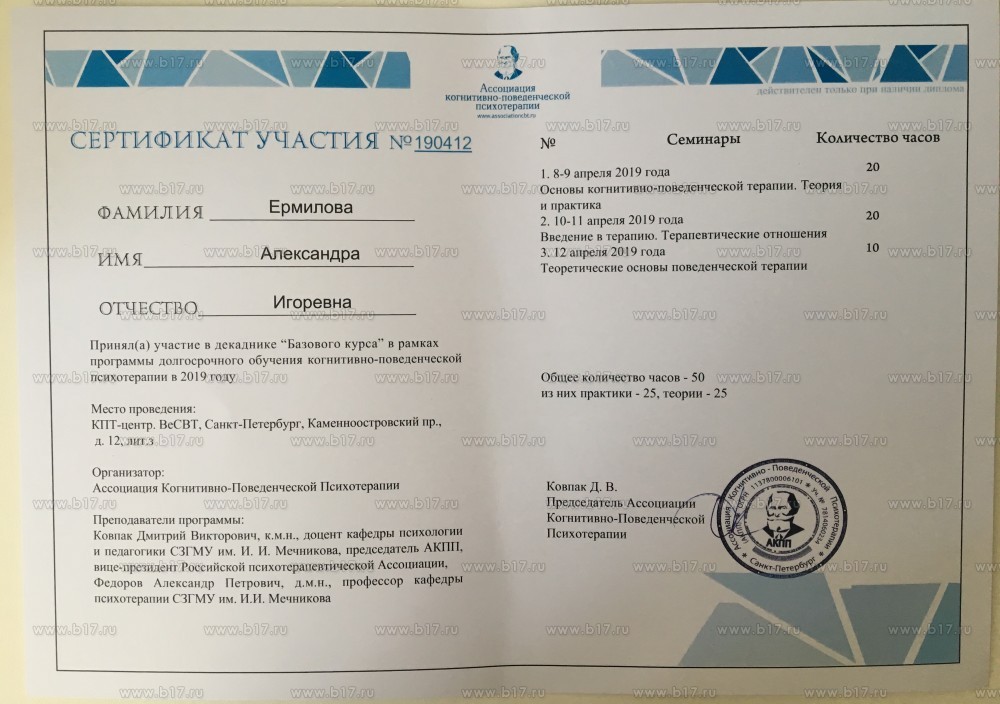 Ассоциация
когнитивно-поведенческой
психотерапии
www.associationcbt.ru
СЕРТИФИКАТ УЧАСТИЯ №190412
ФАМИЛИЯ Ермилова
ИМЯ Александра
ОТЧЕСТВО Игоревна
Принял(а) участие в декаднике “Базового курса” в рамках
программы долгосрочного обучения когнитивно-поведенческой
психотерапии в 2019 году
Место проведения:
КПТ-центр. BeCBT, Санкт-Петербург, Каменноостровский пр.,
д. 12, лит.з
Организатор:
Ассоциация Когнитивно-Поведенческой Психотерапии
Преподаватели программы:
Ковпак Дмитрий Викторович, к.м.н., доцент кафедры психологии
и педагогики СЗГМУ им. И. И. Мечникова, председатель АКПП,
вице-президент Российской психотерапевтической Ассоциации,
Федоров Александр Петрович, д.м.н., профессор кафедры
психотерапии СЗГМУ им. И.И. Мечникова
действителен только при наличии диплома
№ Семинары Количество часов
1. 8-9 апреля 2019 года 20
Основы когнитивно-поведенческой терапии. Теория
и практика
2. 10-11 апреля 2019 года 20
Введение в терапию. Терапевтические отношения
3. 12 апреля 2019 года 10
Теоретические основы поведенческой терапии
Общее количество часов - 50
из них практики - 25, теории - 25
Ковпак Д. В.
Председатель Ассоциации
Когнитивно-Поведенческой
Психотерапии
Ассоциация Когнитивно - Поведенческой Психотерапии
Санкт-Петербург
АКПП
www.b17.ru